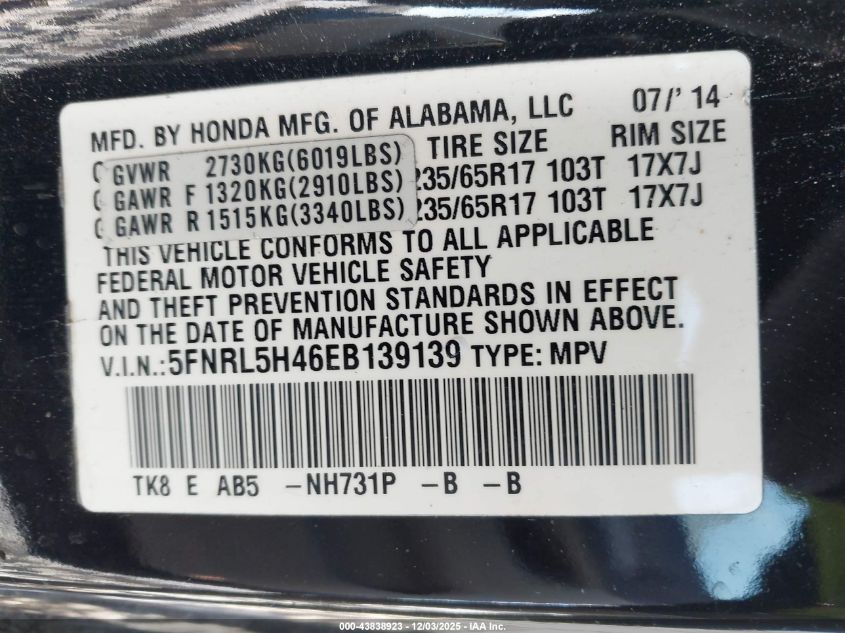 MFD. BY HONDA MFG. OF ALABAMA, LLC 07/' 14
TIRE SIZE RIM SIZE
GVWR 2730KG(6019LBS)
GAWR F 1320KG(2910LBS) 235/65R17 103T 17X7J
GAWR R 1515KG(3340LBS) 235/65R17 103T 17X7J
THIS VEHICLE CONFORMS TO ALL APPLICABLE
FEDERAL MOTOR VEHICLE SAFETY
AND THEFT PREVENTION STANDARDS IN EFFECT
ON THE DATE OF MANUFACTURE SHOWN ABOVE.
V.I.N.:5FNRL5H46EB139139 TYPE: MPV
TK8 E AB5 -NH731P -B -B
000-43838923 - 12/03/2025 - IAA Inc.